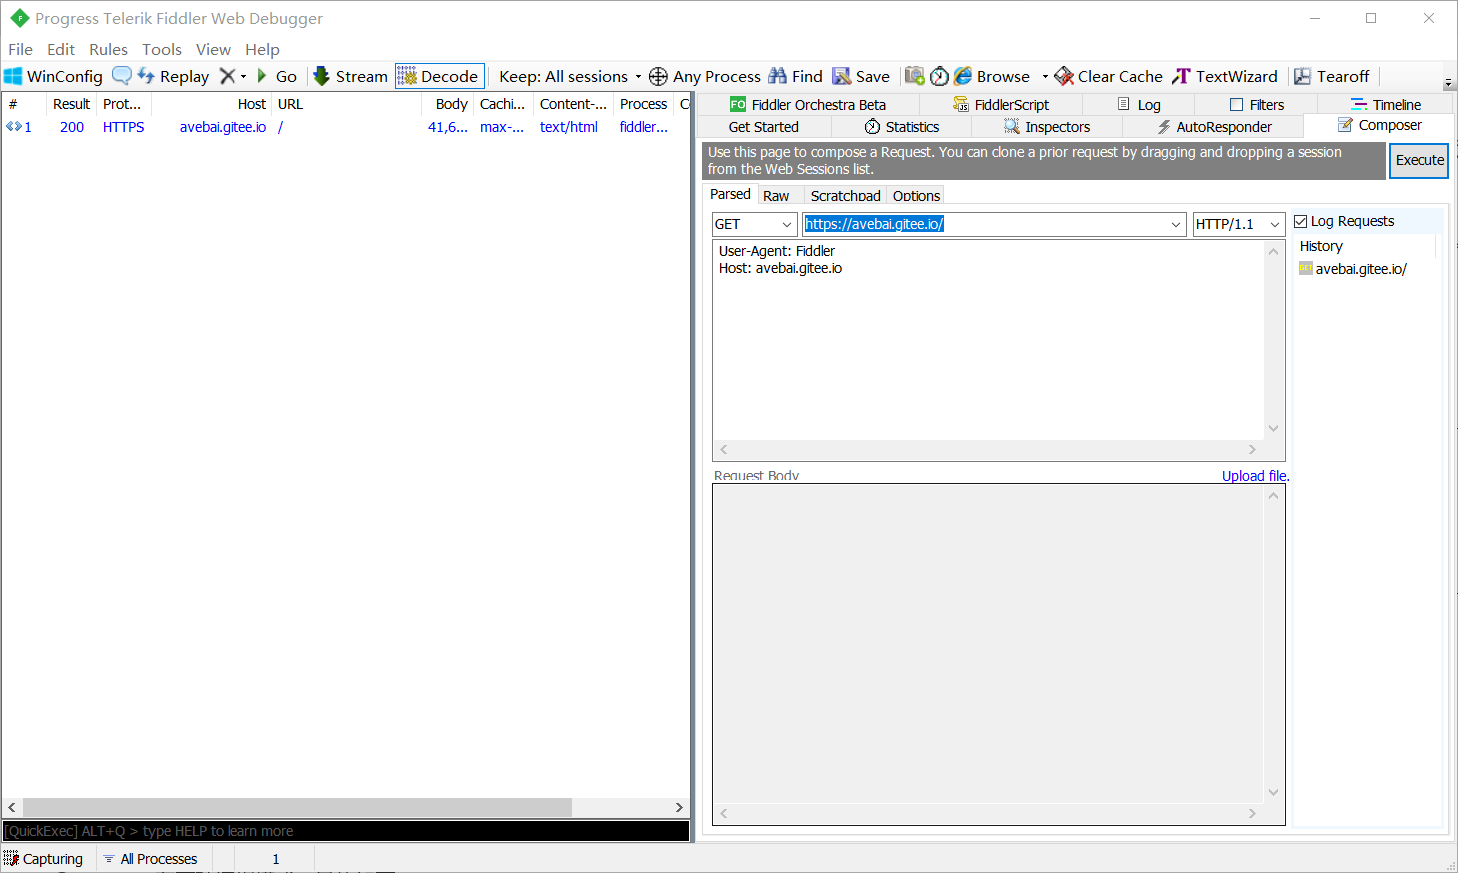 Progress Telerik Fiddler Web Debugger
File Edit Rules Tools View Help
WinConfig Replay Go Stream Decode Keep: All sessions Any Process Find Save Browse Clear Cache TextWizard Tearoff
# Result Prot... Host URL Body Cachi... Content-... Process
1 200 HTTPS avebai.gitee.io / 41,6... max-... text/html fiddler...
FO Fiddler Orchestra Beta FiddlerScript Log Filters Timeline
Get Started Statistics Inspectors AutoResponder Composer
Use this page to compose a Request. You can clone a prior request by dragging and dropping a session
from the Web Sessions list.
Execute
Parsed Raw Scratchpad Options
GET https://avebai.gitee.io/ HTTP/1.1
Log Requests
User-Agent: Fiddler
Host: avebai.gitee.io
History
avebai.gitee.io/
Request Body Upload file.
[QuickExec] ALT+Q > type HELP to learn more
Capturing All Processes 1